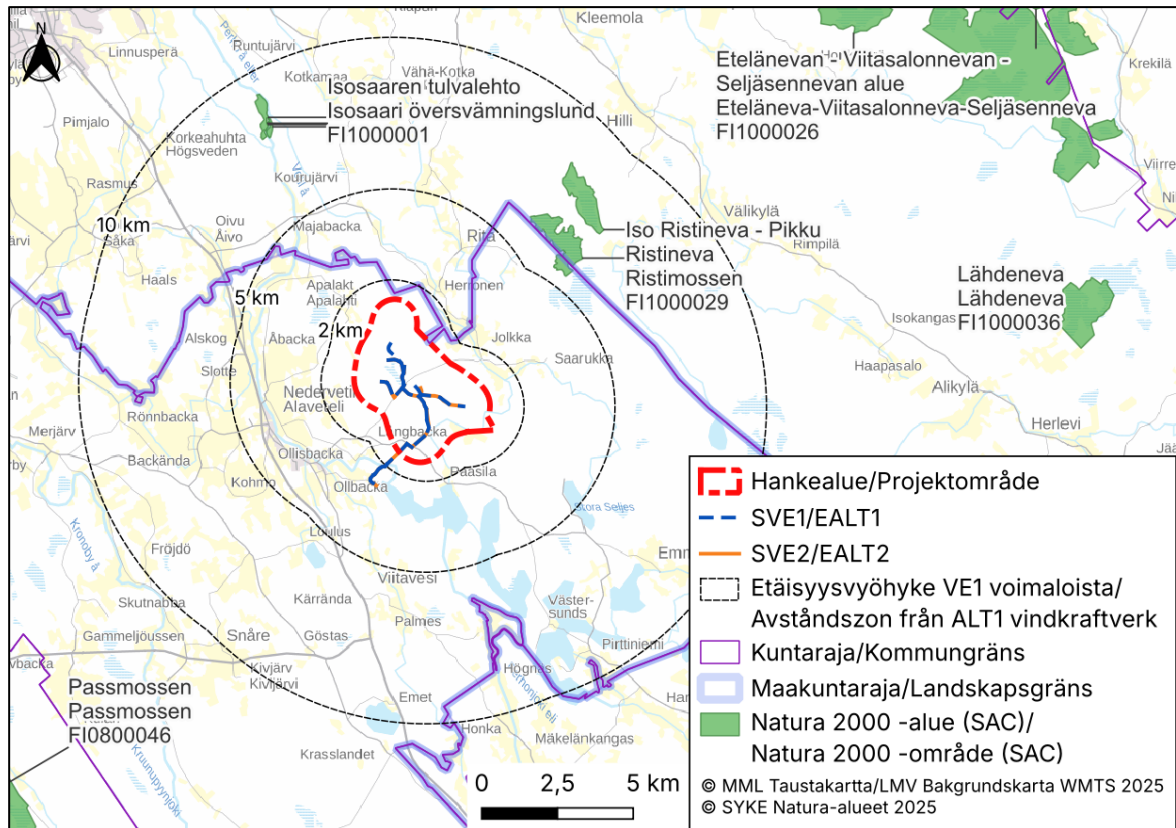 N
Linnusperä
Runtujärvi
Kleemola
Kotkamaa
Vähä-Kotka
Isosaaren tulvalehto
Isosaari översvämningslund
FI1000001
Etelänevan - Viitasalonnevan -
Seljäsennevan alue
Eteläneva-Viitasalonneva-Seljäsenneva
FI1000026
Krekilä
Pimjalo
Korkeahuhta
Högsveden
Hilli
Virre
Rasmus
Kourujärvi
Välikylä
10 km
Såka
Oivu
Åivo
Majabacka
Rita
Iso Ristineva - Pikku
Ristineva
Ristimossen
FI1000029
Rimpilä
Haals
5 km
Apalakt
Apalahti
Herronen
Lähdeneva
Lähdeneva
FI1000036
2 km
Alskog
Åbacka
Jolkka
Isokangas
Slotte
Saarukka
Haapasalo
Nedervetil
Alaveteli
Alikylä
Rönnbacka
Långbacka
Herlevi
Merjärv
Backända
Ollisbacka
Pääsilä
Kohmo
Ollbacka
Stora Seljes
Kronoby å
Loulus
Fröjdö
Viitavesi
Skutnabba
Kärrända
Palmes
Väster-
sunds
Gammeljöussen
Snåre
Göstas
Pirttiniemi
Kivjärv
Kivijärvi
Högnäs
Passmossen
Passmossen
FI0800046
Emet
Honka
Mäkelänkangas
Krasslandet
Kruunupyynjoki
0 2,5 5 km
Hankealue/Projektområde
SVE1/EALT1
SVE2/EALT2
Etäisyysvyöhyke VE1 voimaloista/
Avståndszon från ALT1 vindkraftverk
Kuntaraja/Kommungräns
Maakuntaraja/Landskapsgräns
Natura 2000 -alue (SAC)/
Natura 2000 -område (SAC)
© MML Taustakartta/LMV Bakgrundskarta WMTS 2025
© SYKE Natura-alueet 2025